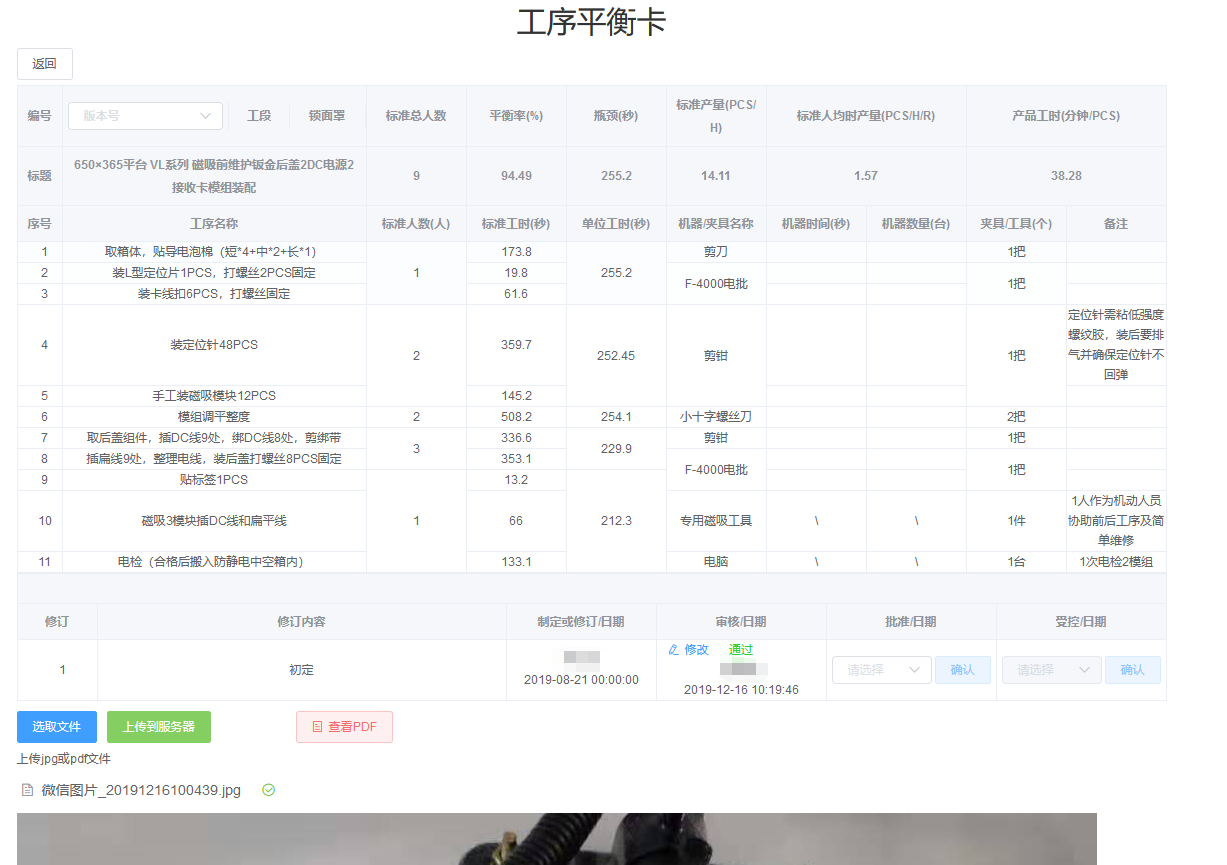 工序平衡卡
返回
编号 版本号 工段 锁面罩 标准总人数 平衡率(%) 瓶颈(秒) 标准产量(PCS/
H) 标准人均时产量(PCS/H/R) 产品工时(分钟/PCS)
标题 650×365平台 VL系列 磁吸前维护钣金后盖2DC电源2
接收卡模组装配 9 94.49 255.2 14.11 1.57 38.28
序号 工序名称 标准人数(人) 标准工时(秒) 单位工时(秒) 机器/夹具名称 机器时间(秒) 机器数量(台) 夹具/工具(个) 备注
1 取箱体，贴导电泡棉（短*4+中*2+长*1） 1 173.8 255.2 剪刀 1把
2 装L型定位片1PCS，打螺丝2PCS固定 19.8 F-4000电批 1把
3 装卡线扣6PCS，打螺丝固定 61.6
4 装定位针48PCS 2 359.7 252.45 剪钳 1把 定位针需粘低强度
螺纹胶，装后要排
气并确保定位针不
回弹
5 手工装磁吸模块12PCS 145.2
6 模组调平整度 2 508.2 254.1 小十字螺丝刀 2把
7 取后盖组件，插DC线9处，绑DC线8处，剪绑带 3 336.6 229.9 剪钳 1把
8 插扁线9处，整理电线，装后盖打螺丝8PCS固定 353.1 F-4000电批 1把
9 贴标签1PCS 13.2
10 磁吸3模块插DC线和扁平线 1 66 212.3 专用磁吸工具 \ \ 1件 1人作为机动人员
协助前后工序及简
单维修
11 电检（合格后搬入防静电中空箱内） 133.1 电脑 \ \ 1台 1次电检2模组
修订 修订内容 制定或修订/日期 审核/日期 批准/日期 受控/日期
1 初定 2019-08-21 00:00:00 修改 通过
2019-12-16 10:19:46 请选择 确认 请选择 确认
选取文件 上传到服务器 查看PDF
上传jpg或pdf文件
微信图片_20191216100439.jpg